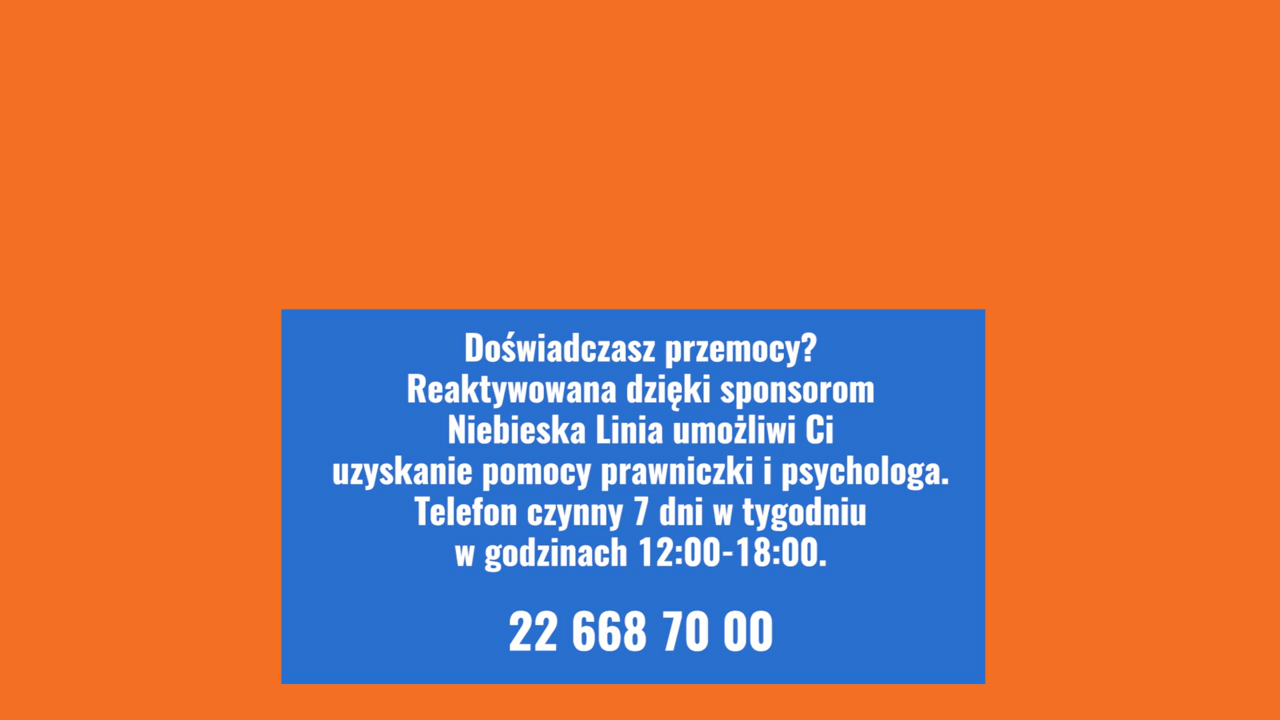 Doświadczasz przemocy?
Reaktywowana dzięki sponsorom
Niebieska Linia umożliwi Ci
uzyskanie pomocy prawniczki i psychologa.
Telefon czynny 7 dni w tygodniu
w godzinach 12:00-18:00.
22 668 70 00